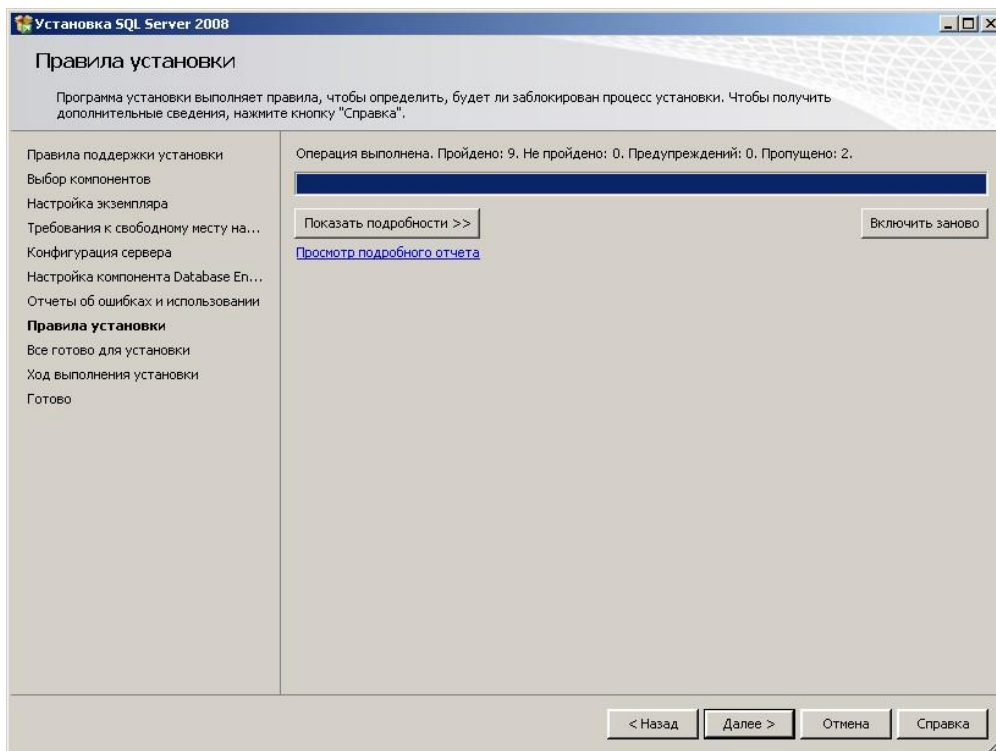 Установка SQL Server 2008
Правила установки
Программа установки выполняет правила, чтобы определить, будет ли заблокирован процесс установки. Чтобы получить
дополнительные сведения, нажмите кнопку "Справка".
Правила поддержки установки
Выбор компонентов
Настройка экземпляра
Требования к свободному месту на...
Конфигурация сервера
Настройка компонента Database En...
Отчеты об ошибках и использовании
Правила установки
Все готово для установки
Ход выполнения установки
Готово
Операция выполнена. Пройдено: 9. Не пройдено: 0. Предупреждений: 0. Пропущено: 2.
Показать подробности >>
Включить заново
Просмотр подробного отчета
< Назад
Далее >
Отмена
Справка